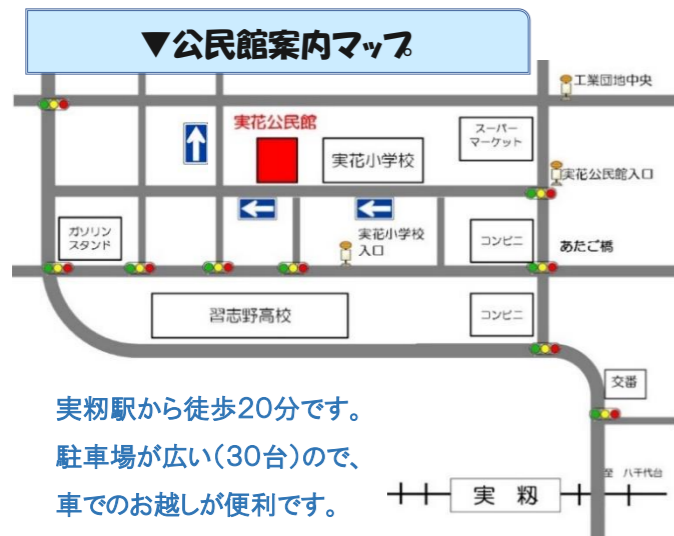 ▼公民館案内マップ
工業団地中央
実花公民館
スーパー
マーケット
実花小学校
実花公民館入口
ガソリン
スタンド
実花小学校
入口
コンビニ
あたご橋
習志野高校
コンビニ
交番
実籾駅から徒歩20分です。
駐車場が広い(30台)ので、
車でのお越しが便利です。
至 八千代台
実 籾